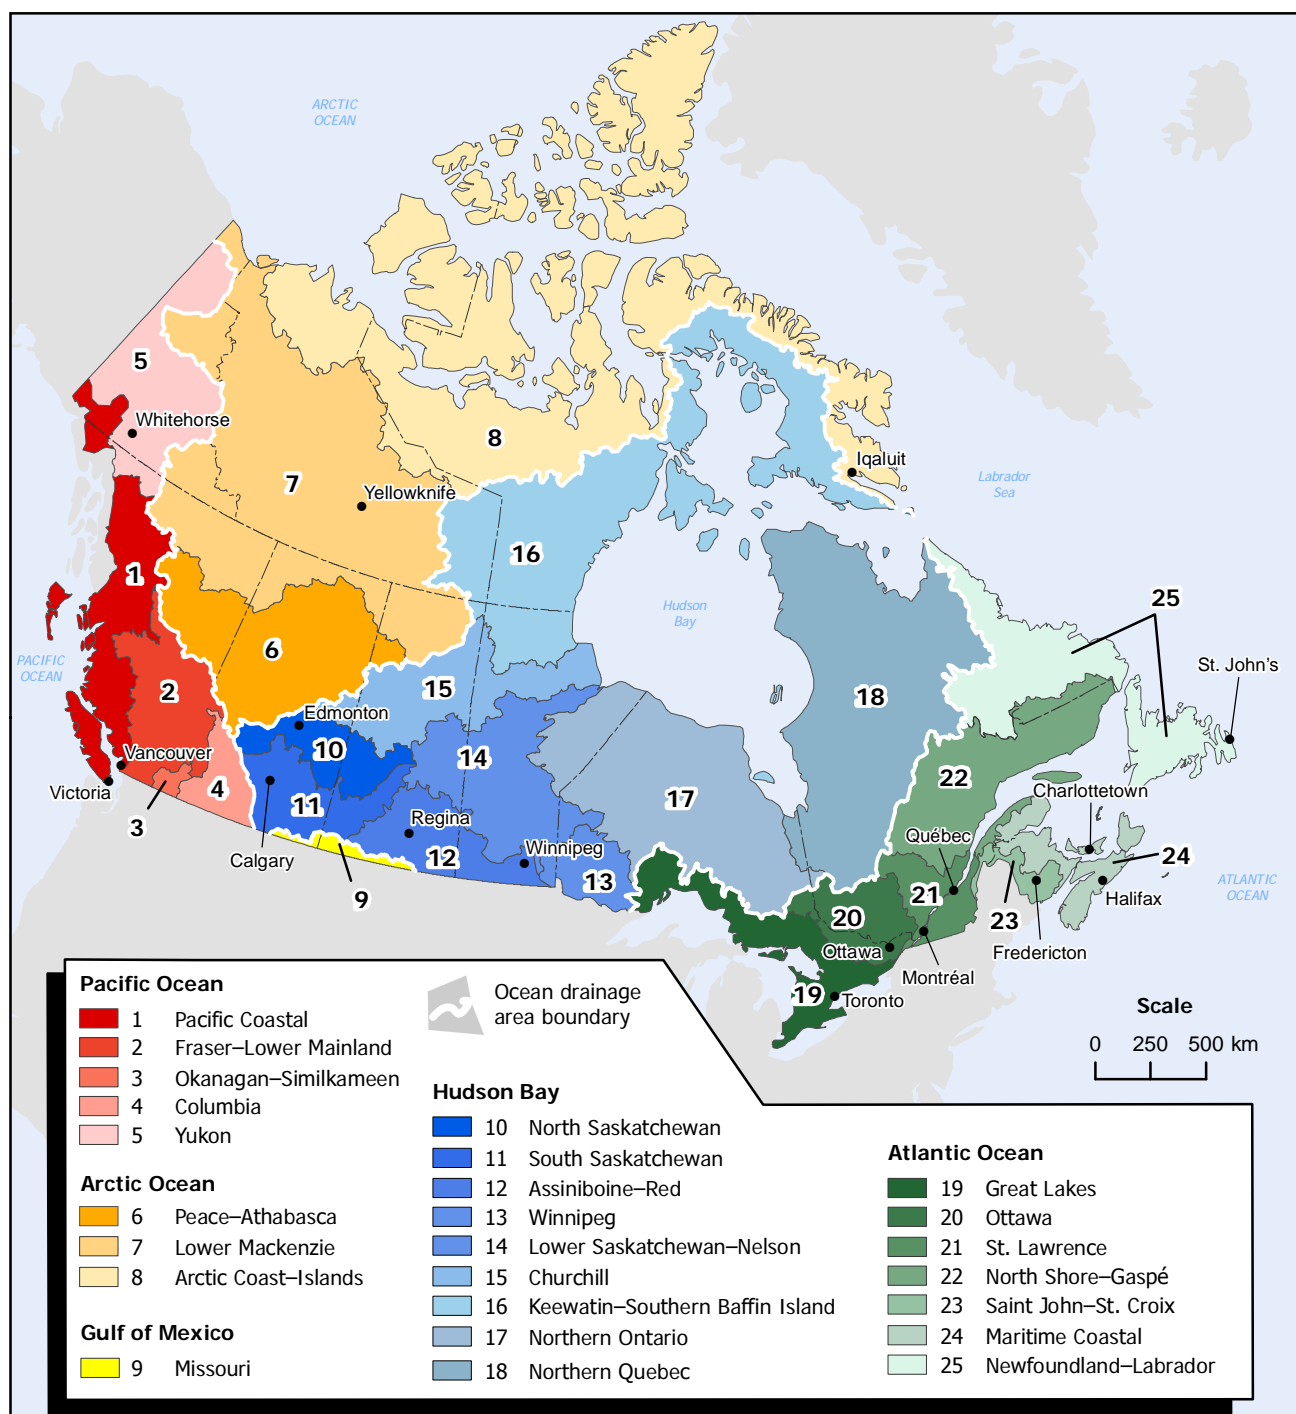 ARCTIC
OCEAN
5
Whitehorse
8
Iqaluit
Labrador
Sea
7
Yellowknife
16
1
Hudson
Bay
25
PACIFIC
OCEAN
6
St. John's
2
15
18
Edmonton
10
14
Vancouver
22
Victoria
4
11
17
Charlottetown
3
Regina
Québec
Calgary
12
Winnipeg
24
9
13
21
Halifax
ATLANTIC
OCEAN
20
23
Ottawa
Fredericton
Montréal
19
Toronto
Scale
0 250 500 km
Ocean drainage
area boundary
Pacific Ocean
1 Pacific Coastal
2 Fraser–Lower Mainland
3 Okanagan–Similkameen
4 Columbia
5 Yukon
Arctic Ocean
6 Peace–Athabasca
7 Lower Mackenzie
8 Arctic Coast–Islands
Gulf of Mexico
9 Missouri
Hudson Bay
10 North Saskatchewan
11 South Saskatchewan
12 Assiniboine–Red
13 Winnipeg
14 Lower Saskatchewan–Nelson
15 Churchill
16 Keewatin–Southern Baffin Island
17 Northern Ontario
18 Northern Quebec
Atlantic Ocean
19 Great Lakes
20 Ottawa
21 St. Lawrence
22 North Shore–Gaspé
23 Saint John–St. Croix
24 Maritime Coastal
25 Newfoundland–Labrador